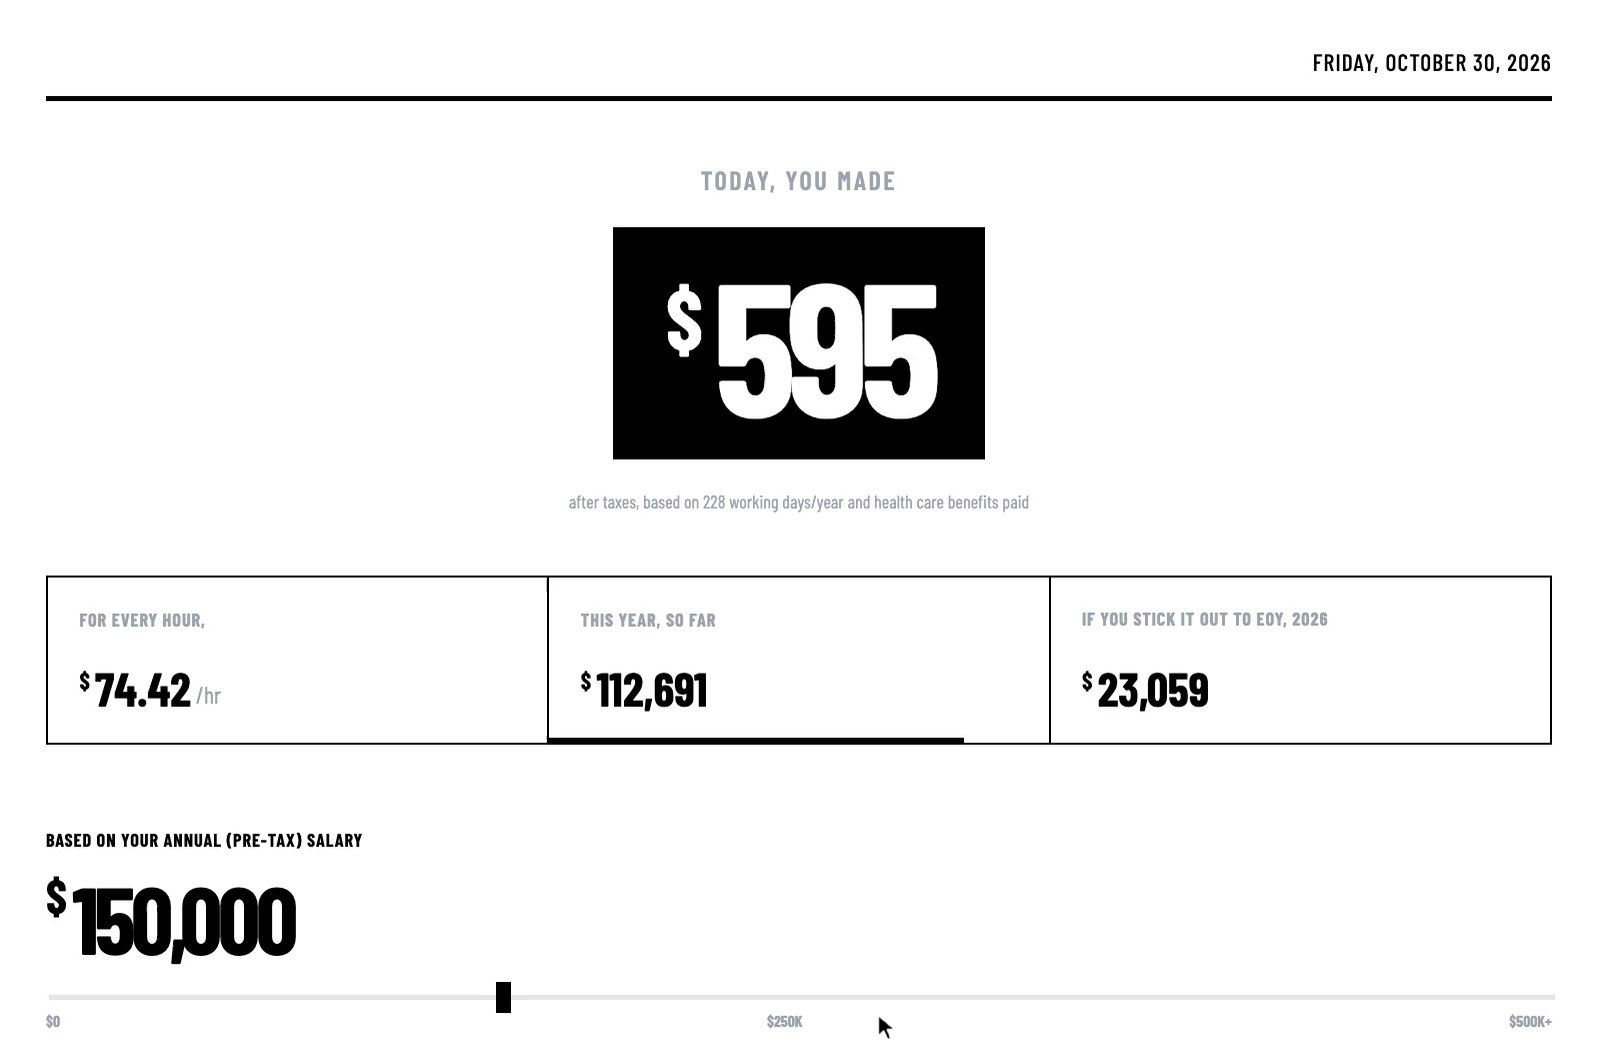 FRIDAY, OCTOBER 30, 2026
TODAY, YOU MADE
$595
after taxes, based on 228 working days/year and health care benefits paid
FOR EVERY HOUR,
$74.42 /hr
THIS YEAR, SO FAR
$112,691
IF YOU STICK IT OUT TO EOY, 2026
$23,059
BASED ON YOUR ANNUAL (PRE-TAX) SALARY
$150,000
$0 $250K $500K+